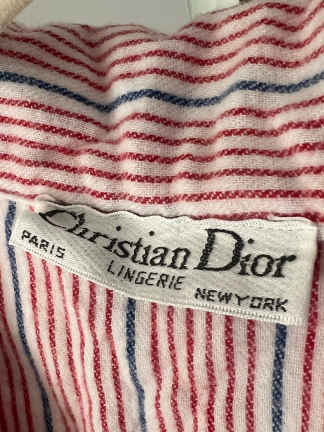 Christian Dior
PARIS LINGERIE NEW YORK